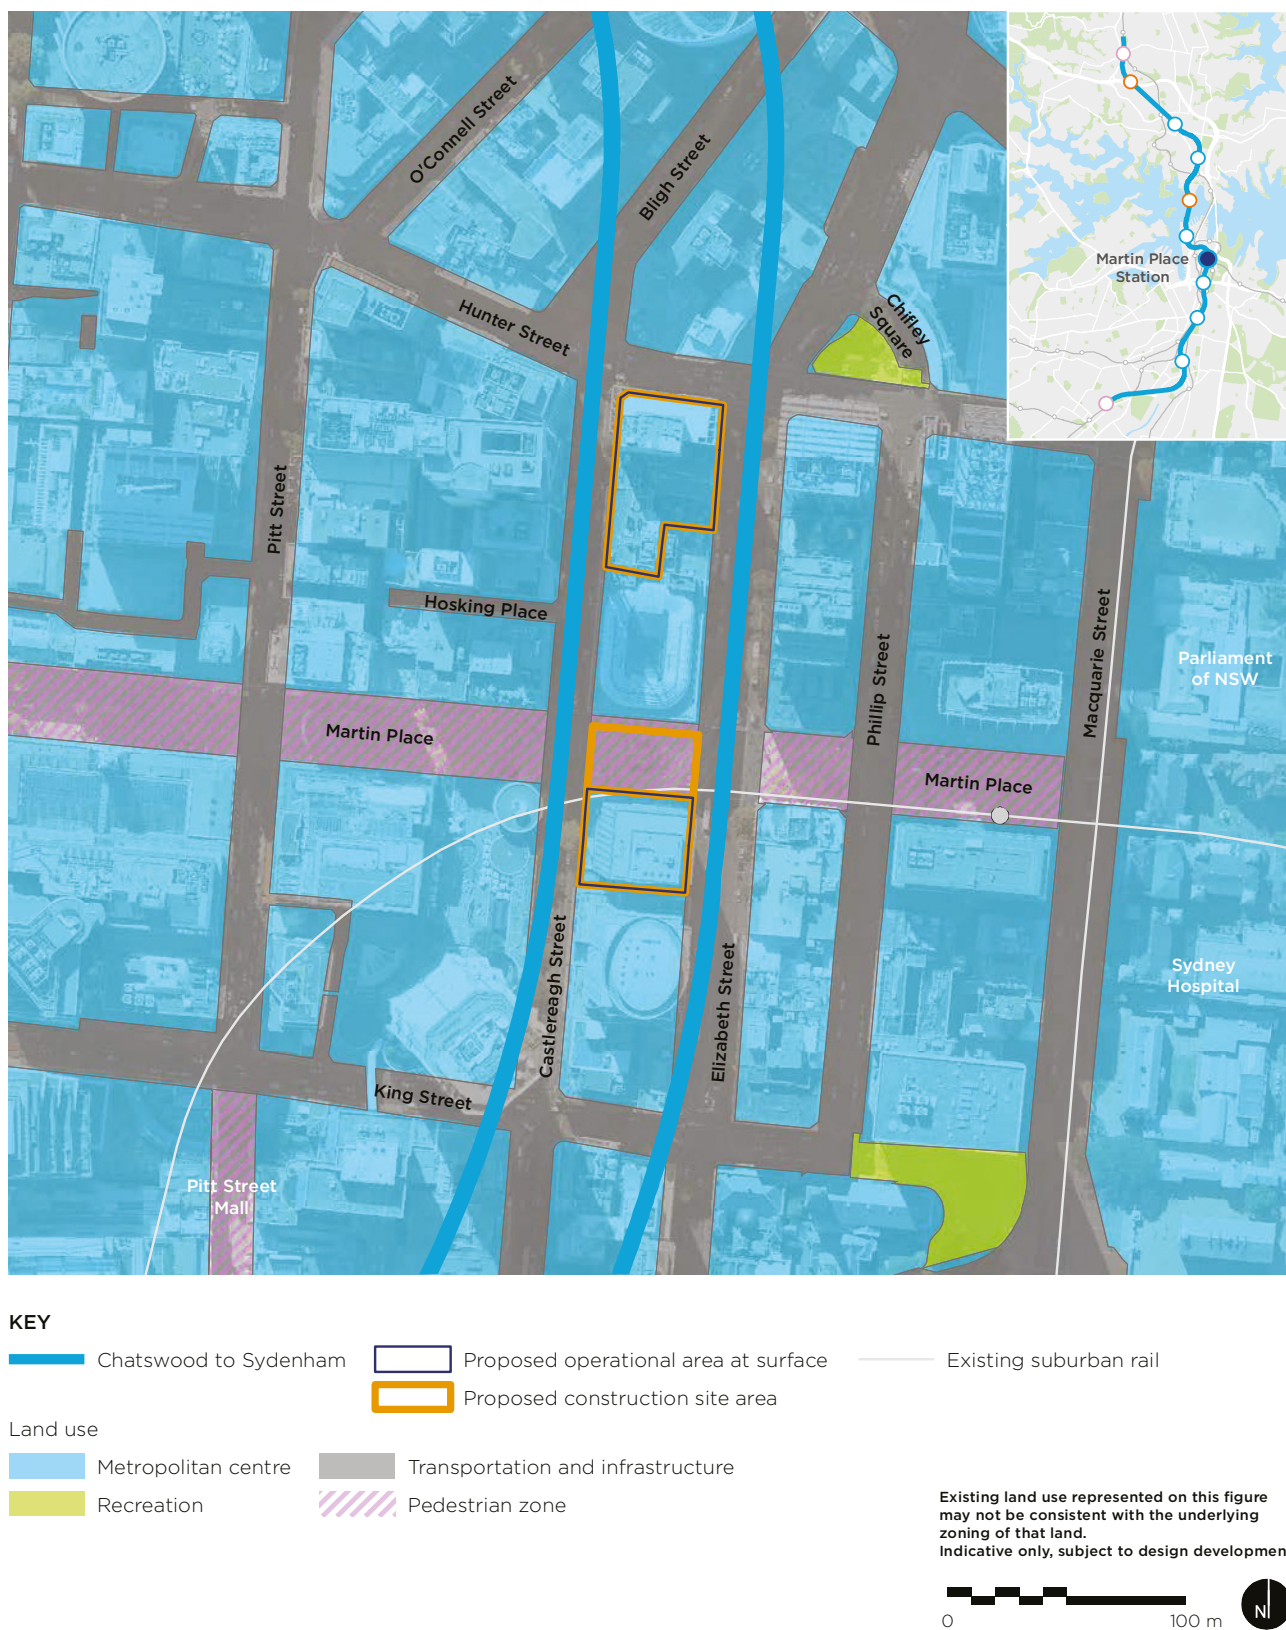 O'Connell Street
Bligh Street
Hunter Street
Chifley
Square
Martin Place
Station
Pitt Street
Hosking Place
Phillip Street
Macquarie Street
Parliament
of NSW
Martin Place
Martin Place
Castlereagh Street
Elizabeth Street
Sydney
Hospital
King Street
Pitt Street
Mall
KEY
Chatswood to Sydenham
Proposed operational area at surface
Existing suburban rail
Proposed construction site area
Land use
Metropolitan centre
Transportation and infrastructure
Recreation
Pedestrian zone
Existing land use represented on this figure
may not be consistent with the underlying
zoning of that land.
Indicative only, subject to design developmen
0 100 m
N